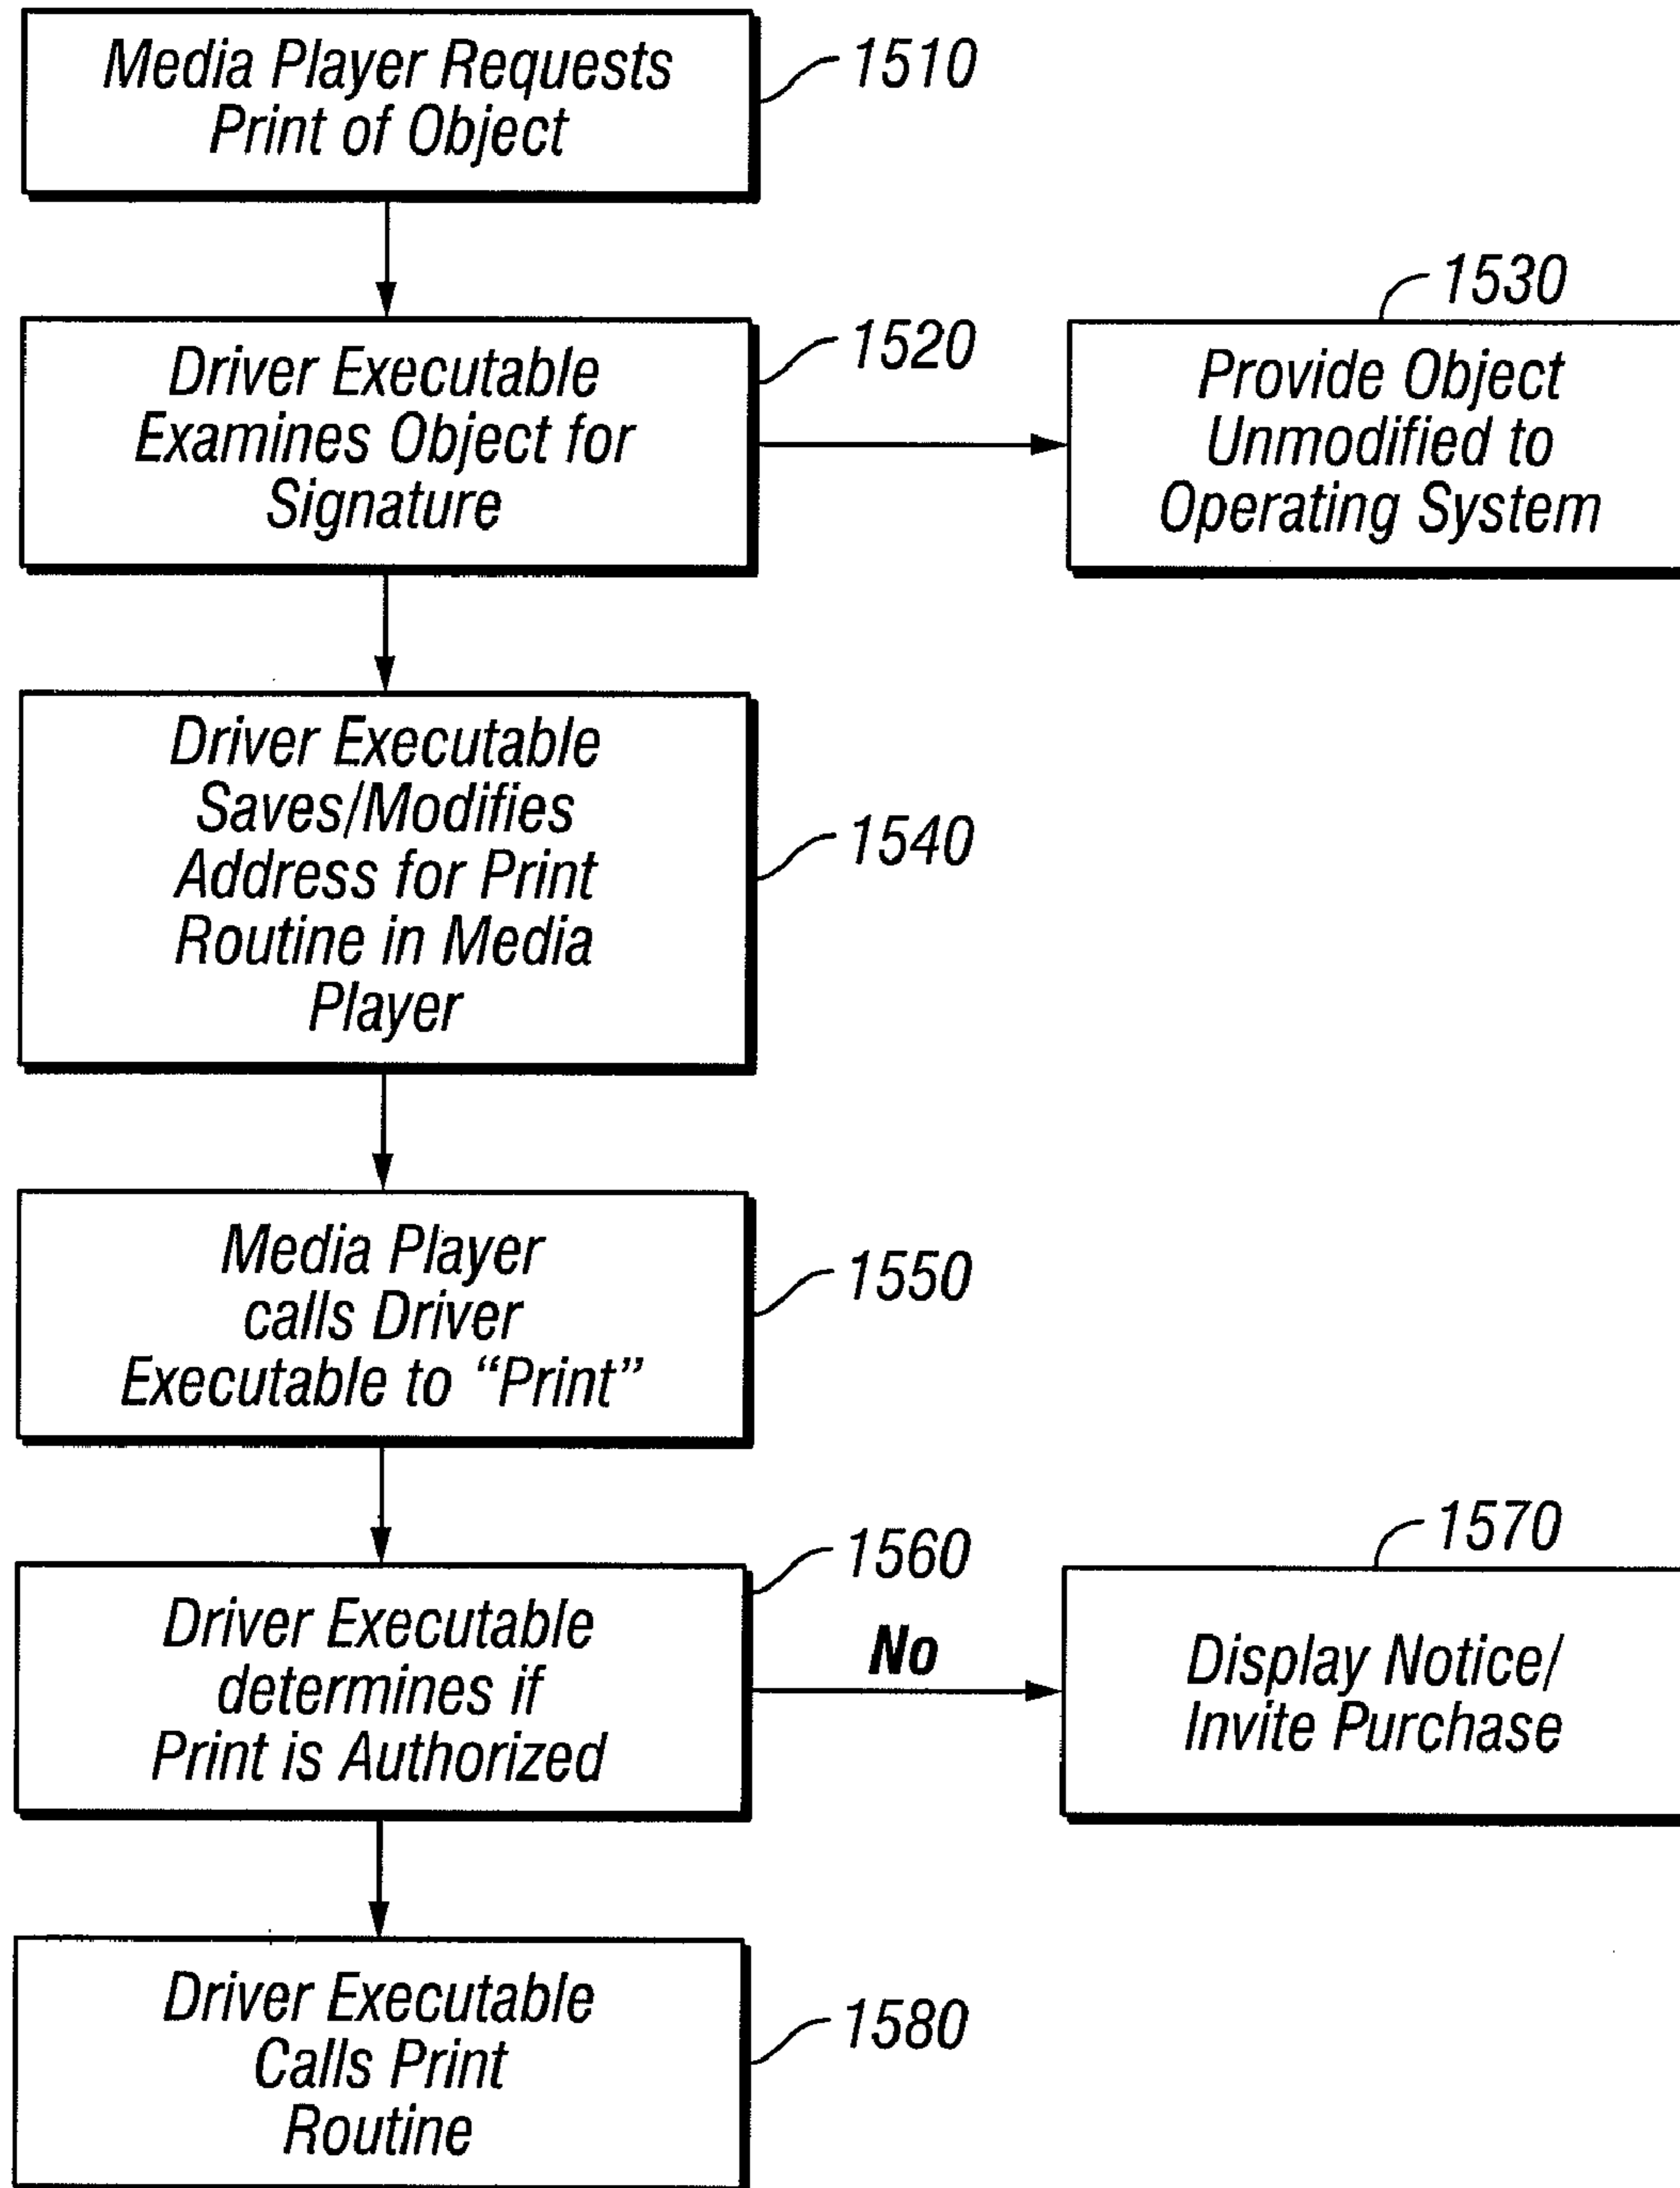 Media Player Requests
Print of Object
1510
Driver Executable
Examines Object for
Signature
1520
1530
Provide Object
Unmodified to
Operating System
Driver Executable
Saves/Modifies
Address for Print
Routine in Media
Player
1540
Media Player
calls Driver
Executable to “Print”
1550
Driver Executable
determines if
Print is Authorized
1560
No
1570
Display Notice/
Invite Purchase
Driver Executable
Calls Print
Routine
1580